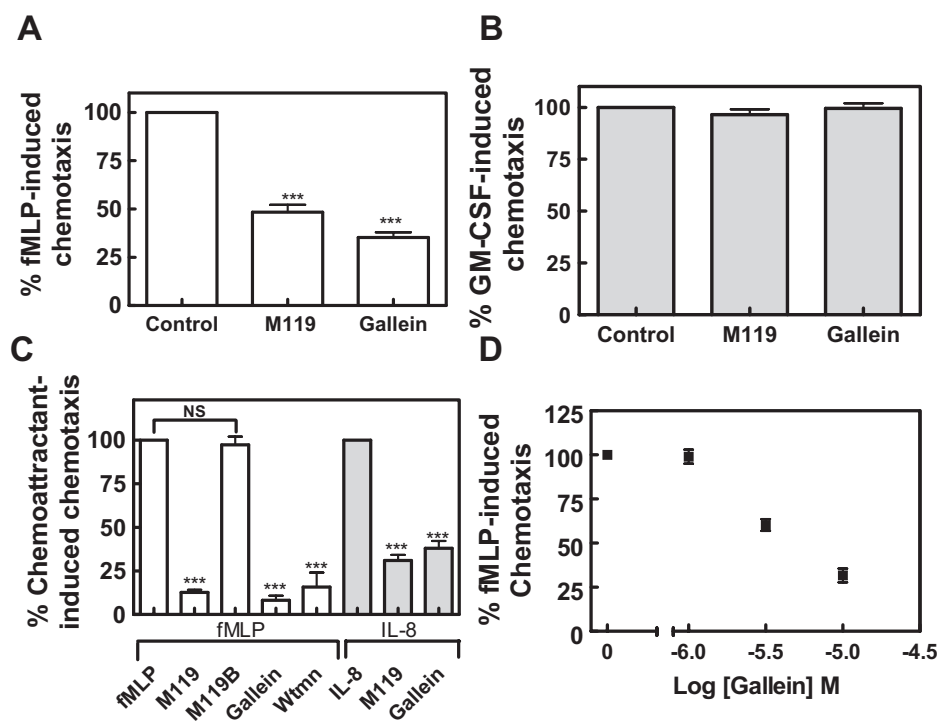 A
% fMLP-induced
chemotaxis
100
75
50
25
0
***
***
Control M119 Gallein
B
% GM-CSF-induced
chemotaxis
100
75
50
25
0
Control M119 Gallein
C
% Chemoattractant-
induced chemotaxis
100
75
50
25
0
NS
***
***
***
***
***
fMLP IL-8
fMLP
M119
M119B
Gallein
Wtmn
IL-8
M119
Gallein
D
% fMLP-induced
Chemotaxis
125
100
75
50
25
0
0 -6.0 -5.5 -5.0 -4.5
Log [Gallein] M